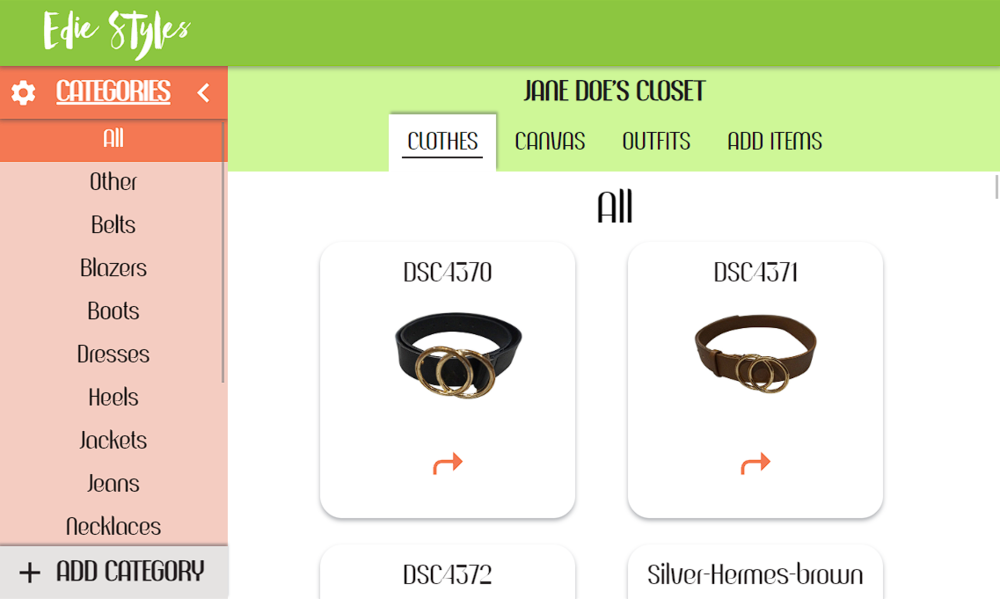 Edie Styles
CATEGORIES
All
Other
Belts
Blazers
Boots
Dresses
Heels
Jackets
Jeans
Necklaces
ADD CATEGORY
JANE DOE'S CLOSET
CLOTHES CANVAS OUTFITS ADD ITEMS
All
DSC4370 DSC4371
DSC4372 Silver-Hermes-brown